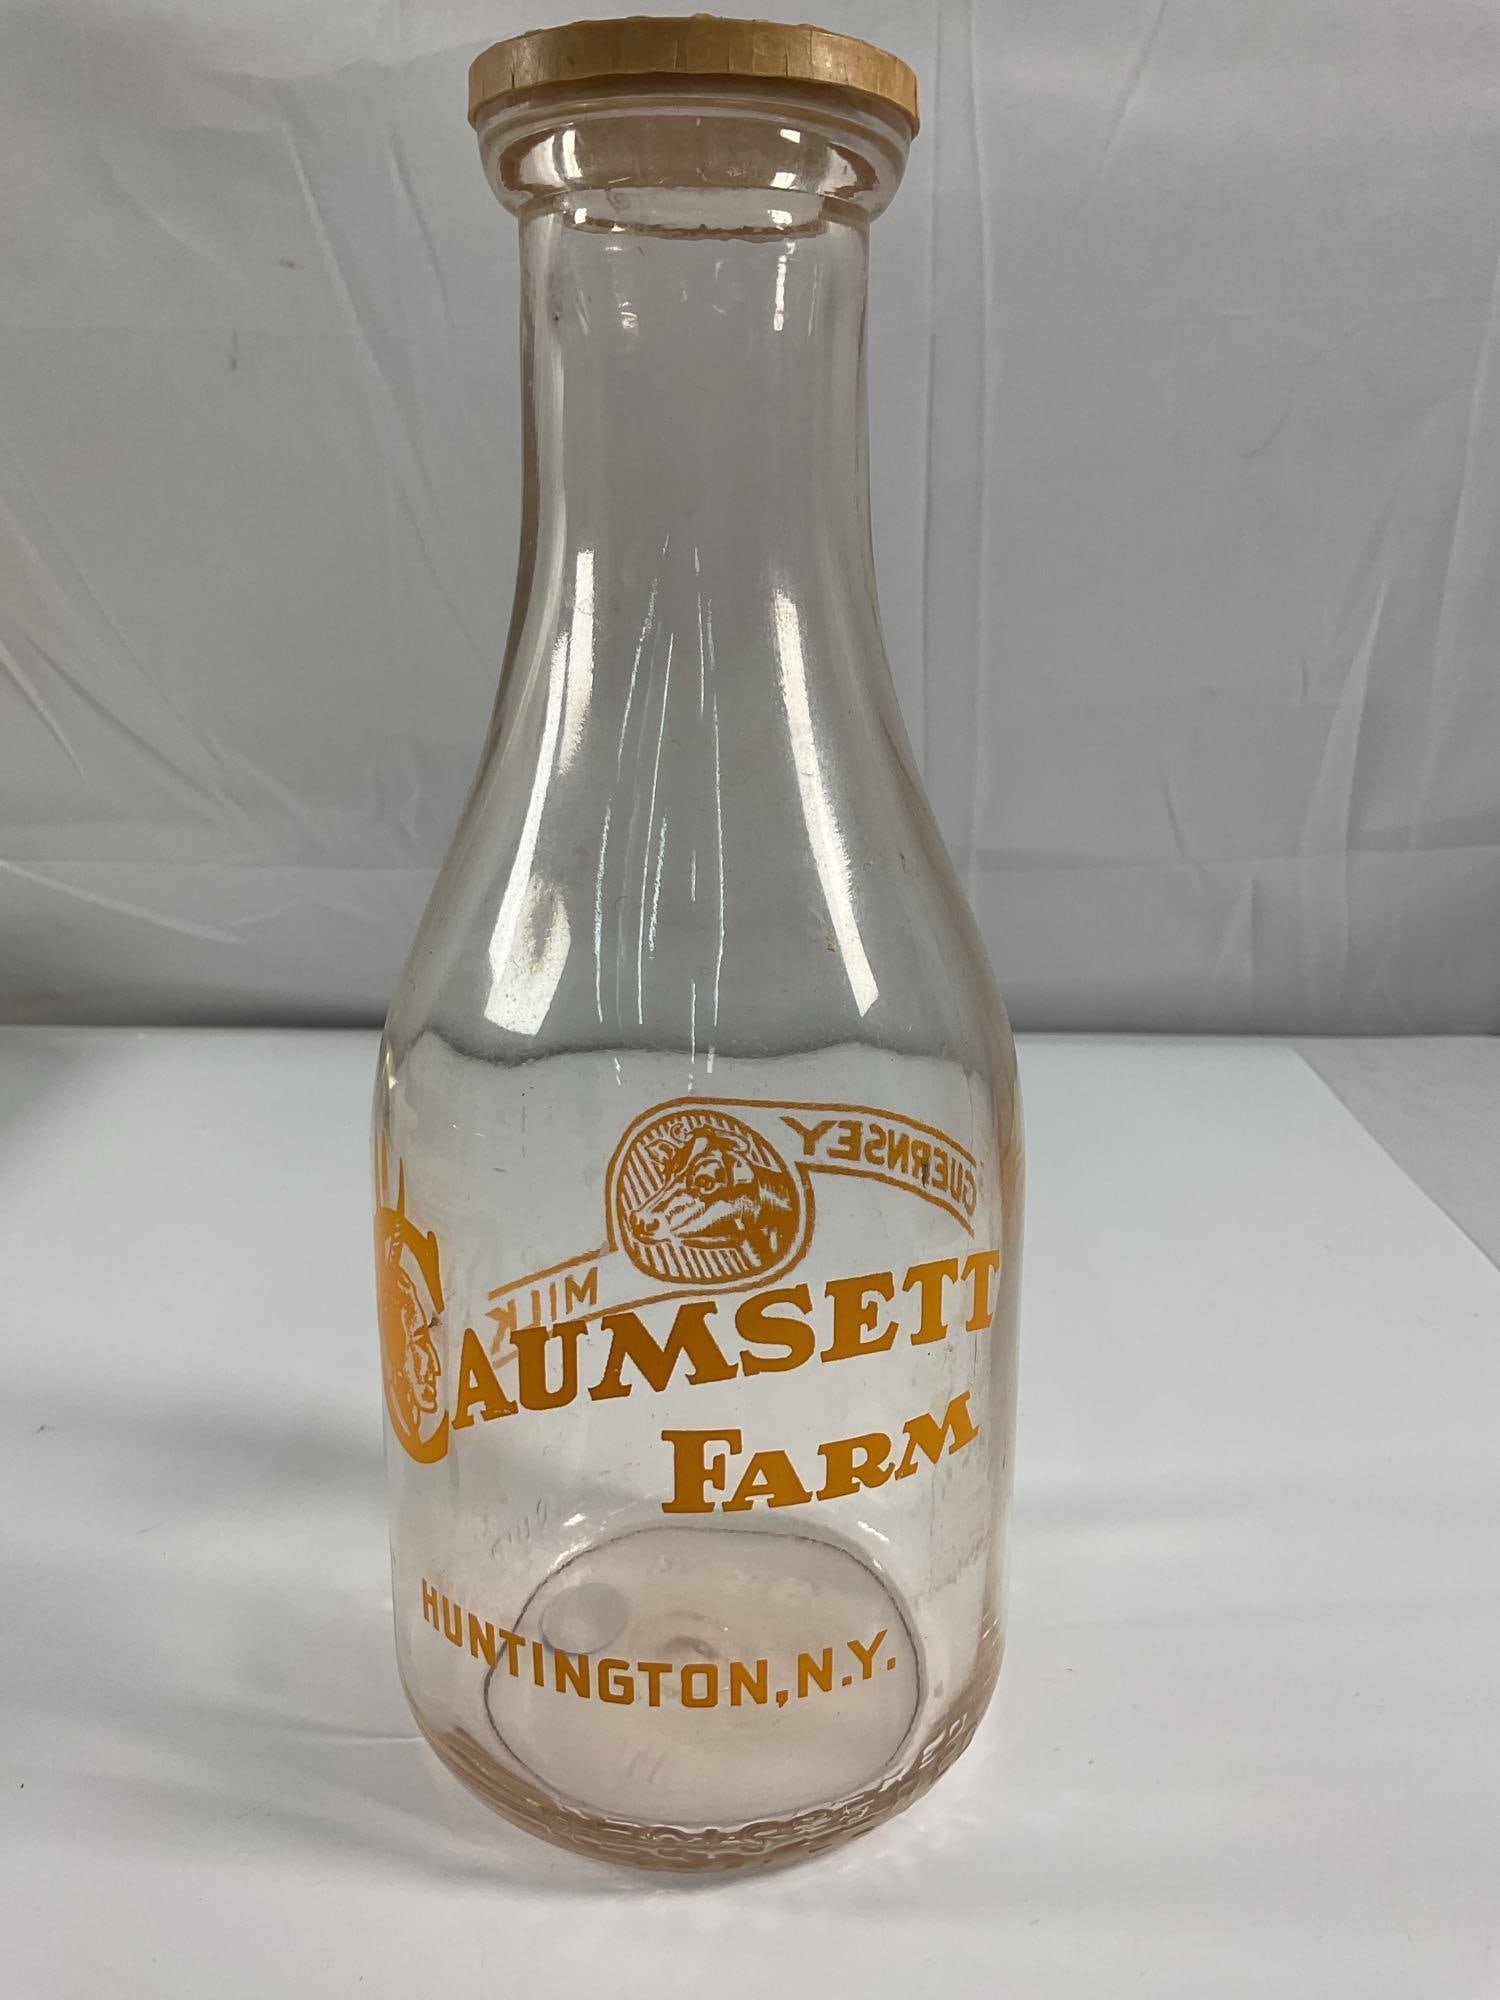 GUERNSEY
MILK
CAUMSETT
FARM
HUNTINGTON, N.Y.